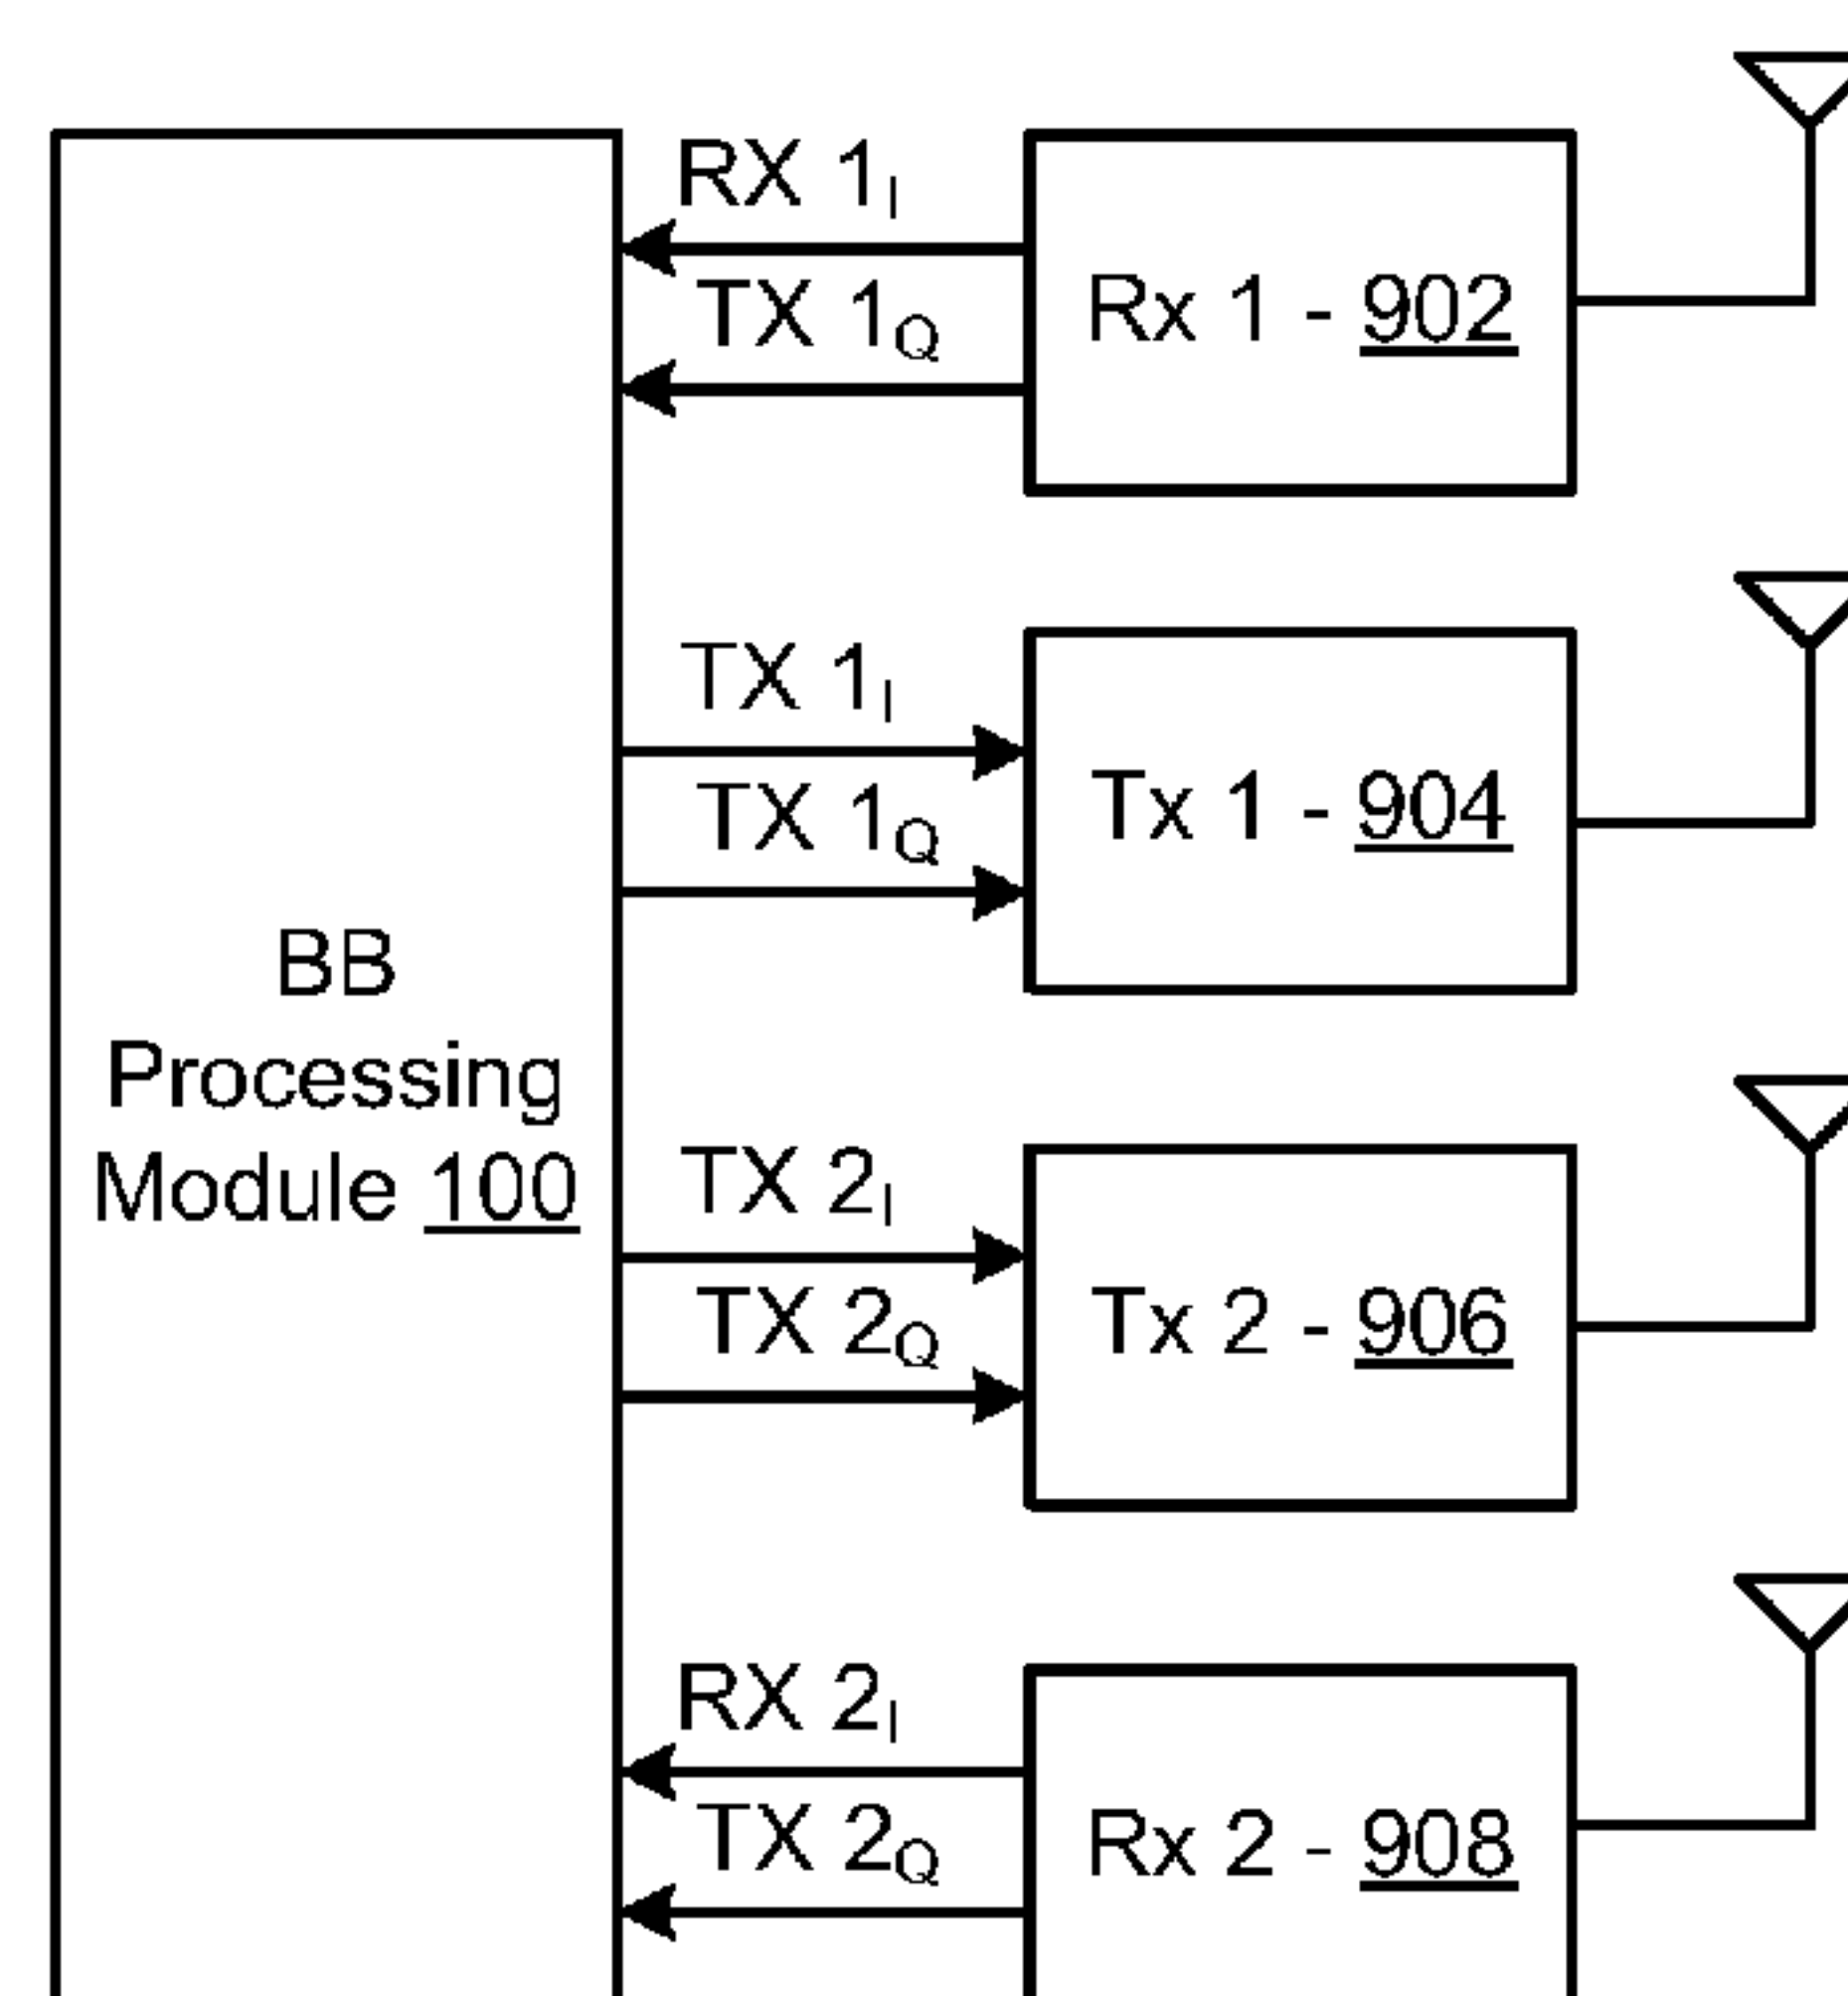 RX 1I
TX 1Q
Rx 1 - 902
TX 1I
TX 1Q
Tx 1 - 904
BB
Processing
Module 100
TX 2I
TX 2Q
Tx 2 - 906
RX 2I
TX 2Q
Rx 2 - 908